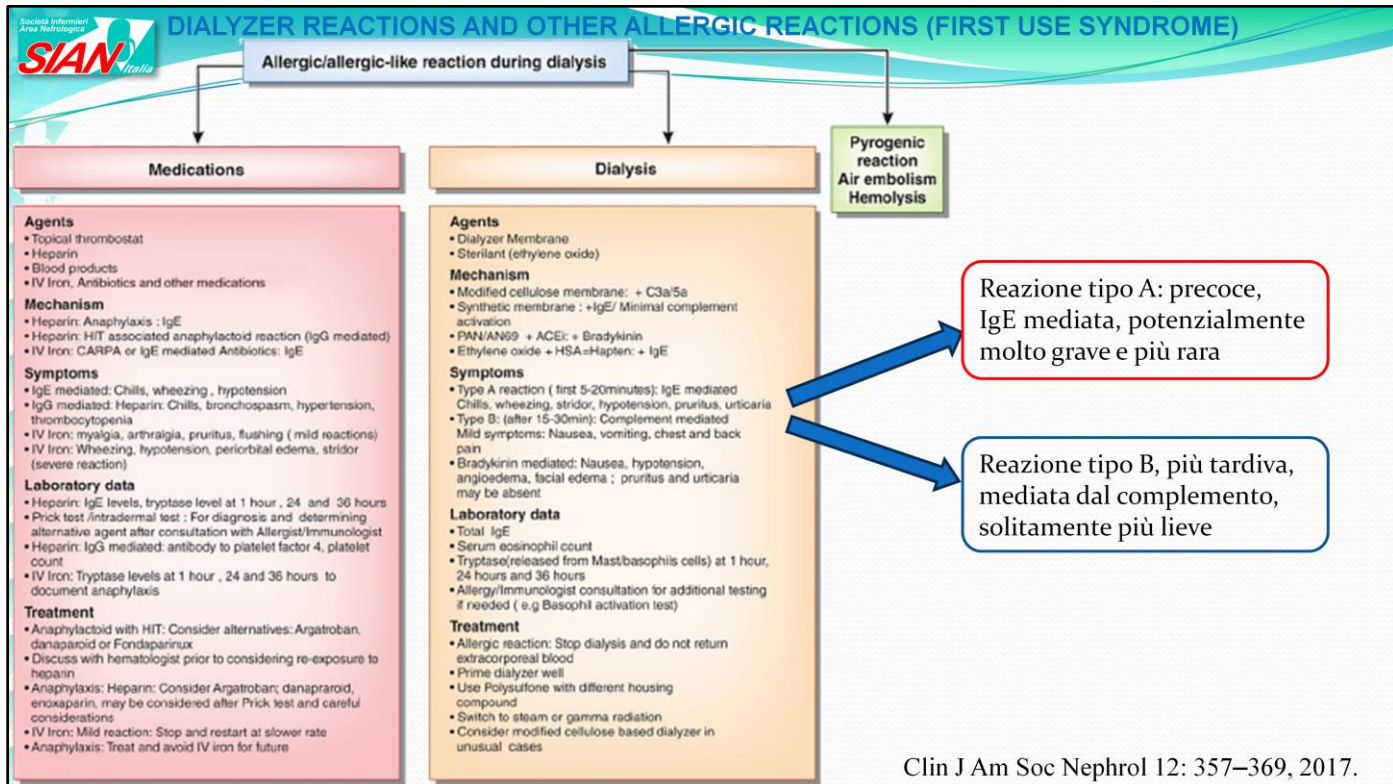 Società Infermieri
Area Nefrologica
SIAN
Italia
DIALYZER REACTIONS AND OTHER ALLERGIC REACTIONS (FIRST USE SYNDROME)
Allergic/allergic-like reaction during dialysis
Medications
Agents
• Topical thrombostat
• Heparin
• Blood products
• IV Iron, Antibiotics and other medications
Mechanism
• Heparin: Anaphylaxis : IgE
• Heparin: HIT associated anaphylactoid reaction (IgG mediated)
• IV Iron: CARPA or IgE mediated Antibiotics: IgE
Symptoms
• IgE mediated: Chills, wheezing , hypotension
• IgG mediated: Heparin: Chills, bronchospasm, hypertension,
thrombocytopenia
• IV Iron: myalgia, arthralgia, pruritus, flushing ( mild reactions)
• IV Iron: Wheezing, hypotension, periorbital edema, stridor
(severe reaction)
Laboratory data
• Heparin: IgE levels, tryptase level at 1 hour , 24 and 36 hours
• Prick test /intradermal test : For diagnosis and determining
alternative agent after consultation with Allergist/Immunologist
• Heparin: IgG mediated: antibody to platelet factor 4, platelet
count
• IV Iron: Tryptase levels at 1 hour , 24 and 36 hours to
document anaphylaxis
Treatment
• Anaphylactoid with HIT: Consider alternatives: Argatroban,
danaparoid or Fondaparinux
• Discuss with hematologist prior to considering re-exposure to
heparin
• Anaphylaxis: Heparin: Consider Argatroban; danapraroid,
enoxaparin, may be considered after Prick test and careful
considerations
• IV Iron: Mild reaction: Stop and restart at slower rate
• Anaphylaxis: Treat and avoid IV iron for future
Dialysis
Agents
• Dialyzer Membrane
• Sterilant (ethylene oxide)
Mechanism
• Modified cellulose membrane: + C3a/5a
• Synthetic membrane : +IgE/ Minimal complement
activation
• PAN/AN69 + ACEi: + Bradykinin
• Ethylene oxide + HSA=Hapten: + IgE
Symptoms
• Type A reaction ( first 5-20minutes): IgE mediated
Chills, wheezing, stridor, hypotension, pruritus, urticaria
• Type B: (after 15-30min): Complement mediated
Mild symptoms: Nausea, vomiting, chest and back
pain
• Bradykinin mediated: Nausea, hypotension,
angioedema, facial edema ; pruritus and urticaria
may be absent
Laboratory data
• Total IgE
• Serum eosinophil count
• Tryptase(released from Mast/basophils cells) at 1 hour,
24 hours and 36 hours
• Allergy/Immunologist consultation for additional testing
if needed ( e.g Basophil activation test)
Treatment
• Allergic reaction: Stop dialysis and do not return
extracorporeal blood
• Prime dialyzer well
• Use Polysulfone with different housing
compound
• Switch to steam or gamma radiation
• Consider modified cellulose based dialyzer in
unusual cases
Pyrogenic
reaction
Air embolism
Hemolysis
Reazione tipo A: precoce,
IgE mediata, potenzialmente
molto grave e più rara
Reazione tipo B, più tardiva,
mediata dal complemento,
solitamente più lieve
Clin J Am Soc Nephrol 12: 357–369, 2017.